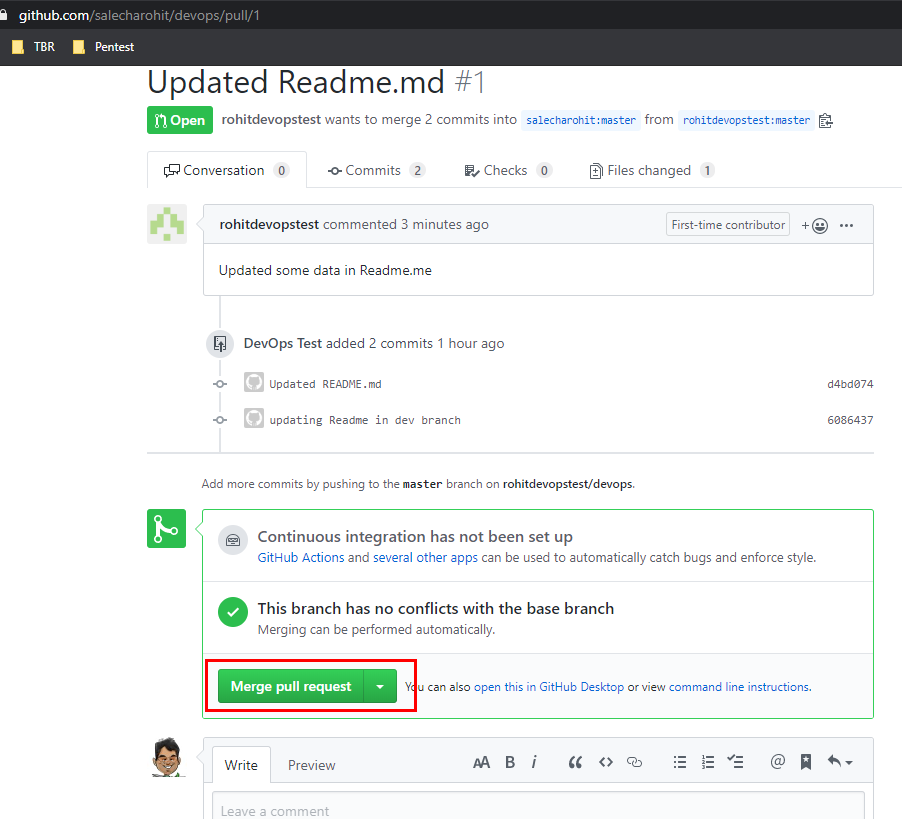 github.com/salecharohit/devops/pull/1
TBR Pentest
Updated Readme.md #1
Open rohitdevopstest wants to merge 2 commits into salecharohit:master from rohitdevopstest:master
Conversation 0 Commits 2 Checks 0 Files changed 1
rohitdevopstest commented 3 minutes ago First-time contributor
Updated some data in Readme.me
DevOps Test added 2 commits 1 hour ago
Updated README.md d4bd074
updating Readme in dev branch 6086437
Add more commits by pushing to the master branch on rohitdevopstest/devops.
Continuous integration has not been set up
GitHub Actions and several other apps can be used to automatically catch bugs and enforce style.
This branch has no conflicts with the base branch
Merging can be performed automatically.
Merge pull request You can also open this in GitHub Desktop or view command line instructions.
Write Preview AA B i
Leave a comment